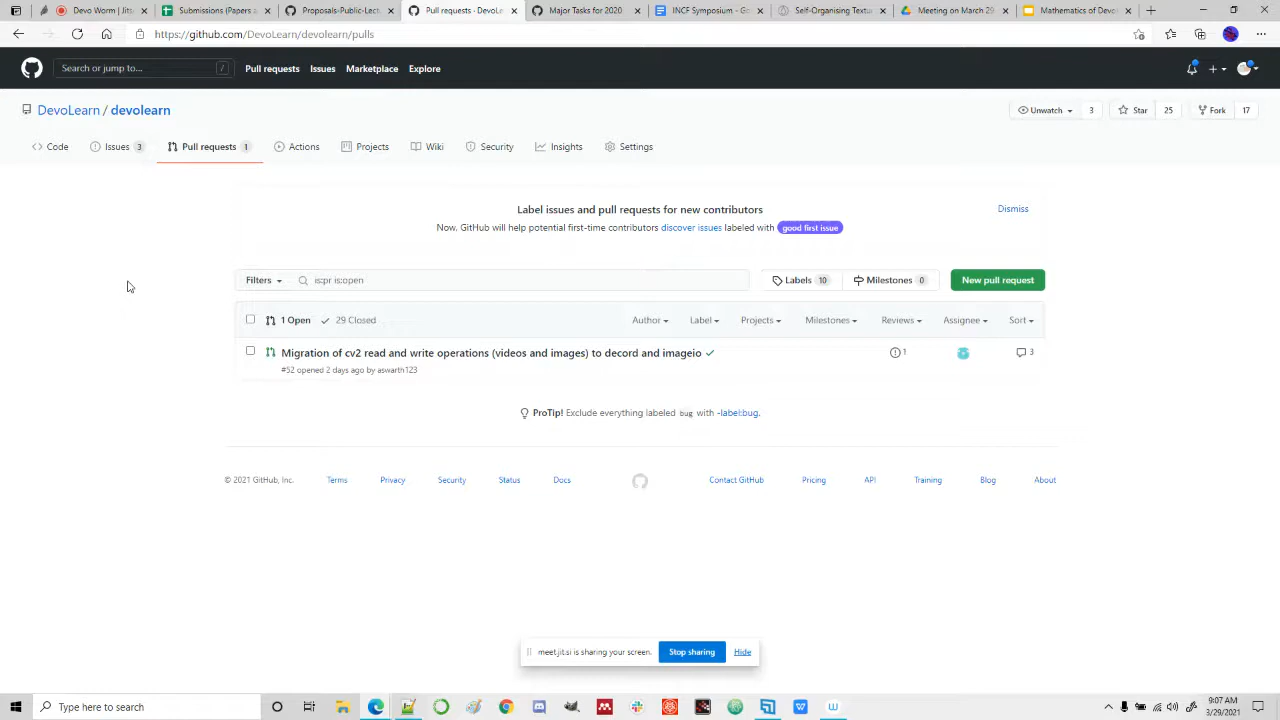 Devo Worm | Jitsi
Submissions (Papers a
Proposals-Public-Lect
Pull requests · DevoLe
Major Tasks for 2020
INCF Symposium - Go
Self-Organising Textu
Meeting on March 29
Mathematics of Devel
https://github.com/DevoLearn/devolearn/pulls
Search or jump to...
/
Pull requests
Issues
Marketplace
Explore
DevoLearn / devolearn
Unwatch 3
Star 25
Fork 17
Code
Issues 3
Pull requests 1
Actions
Projects
Wiki
Security
Insights
Settings
Label issues and pull requests for new contributors
Dismiss
Now, GitHub will help potential first-time contributors discover issues labeled with good first issue
Filters
is:pr is:open
Labels 10
Milestones 0
New pull request
1 Open
29 Closed
Author
Label
Projects
Milestones
Reviews
Assignee
Sort
Migration of cv2 read and write operations (videos and images) to decord and imageio
1
3
#52 opened 2 days ago by aswarth123
ProTip! Exclude everything labeled bug with -label:bug.
© 2021 GitHub, Inc.
Terms
Privacy
Security
Status
Docs
Contact GitHub
Pricing
API
Training
Blog
About
meet.jit.si is sharing your screen.
Stop sharing
Hide
Type here to search
9:07 AM
3/29/2021